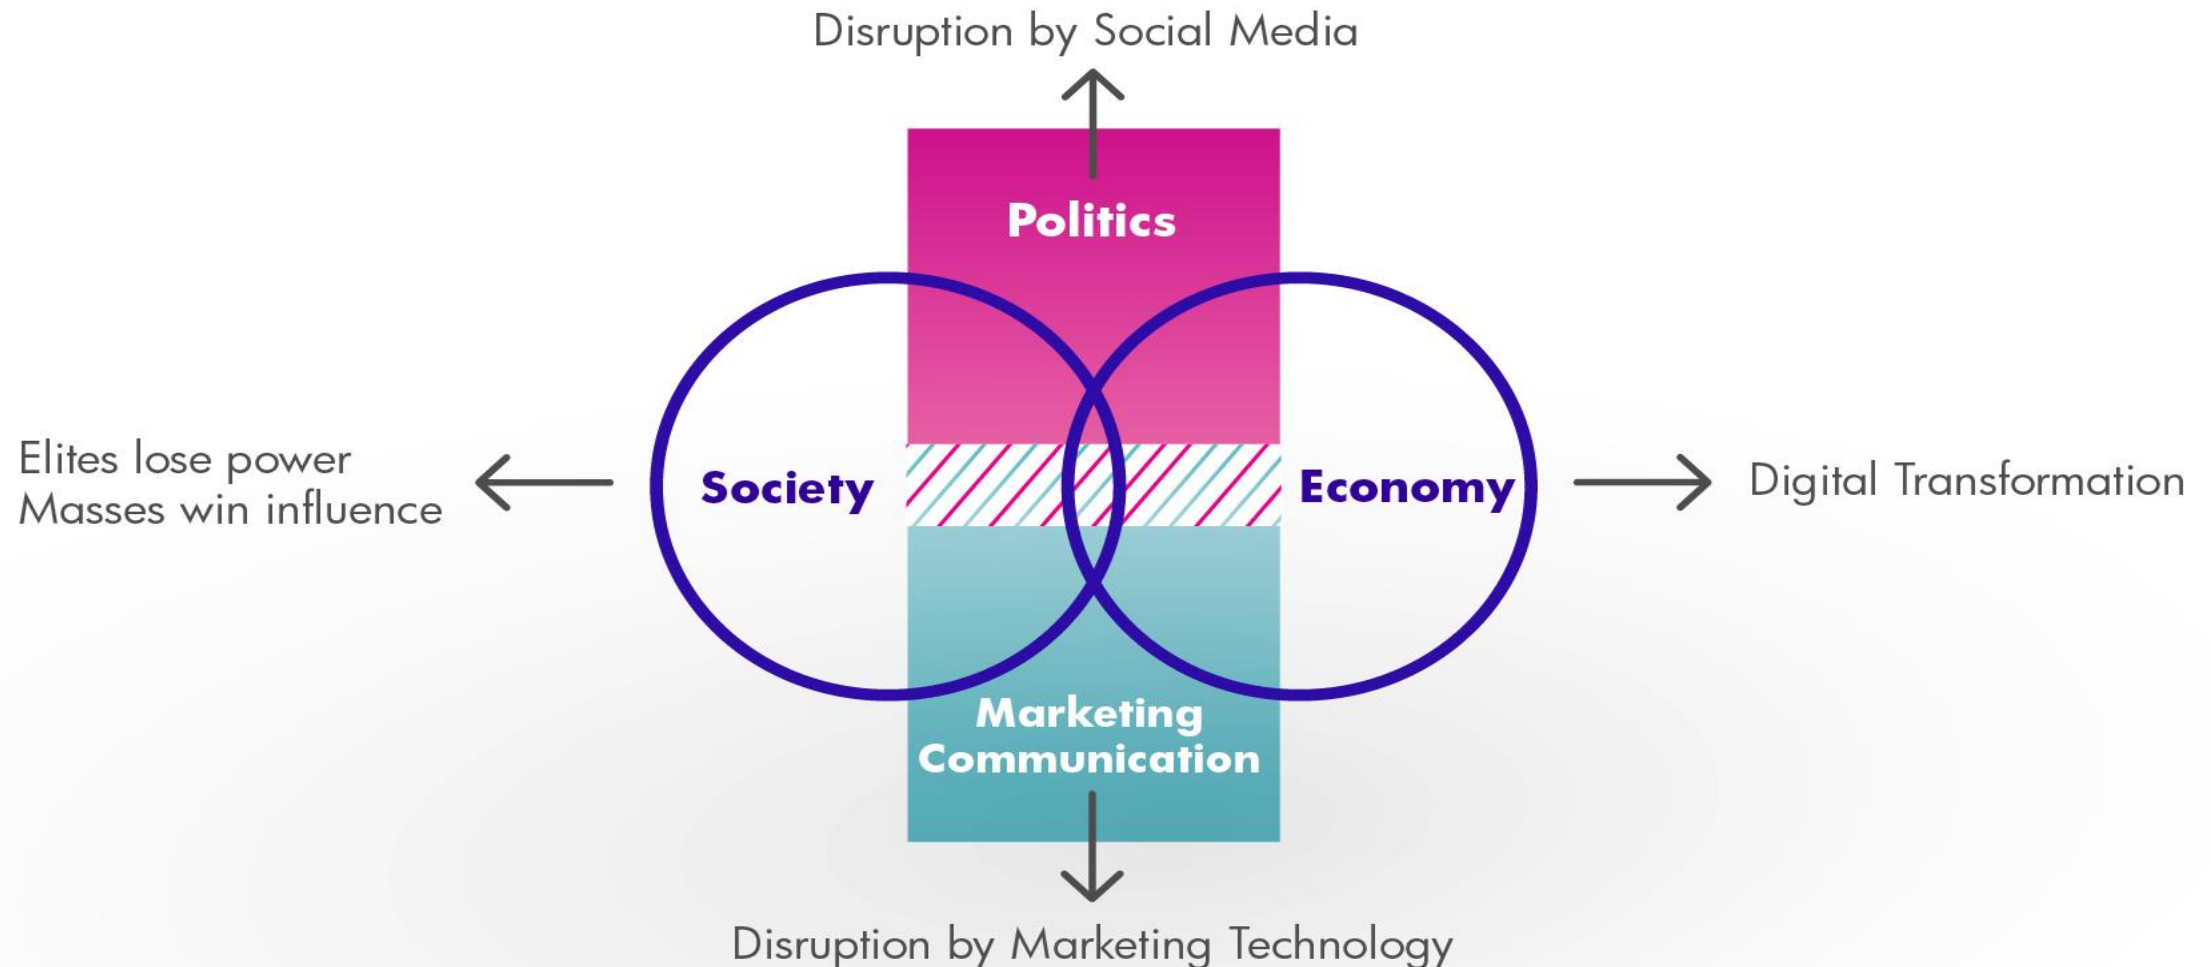 Disruption by Social Media
Politics
Elites lose power
Masses win influence
Society
Economy
Digital Transformation
Marketing
Communication
Disruption by Marketing Technology